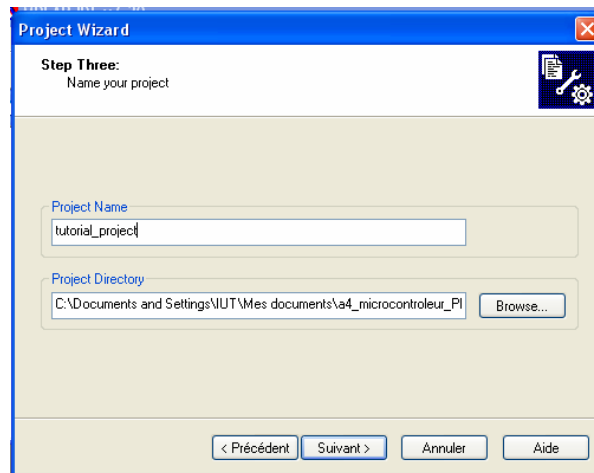 Project Wizard
Step Three:
Name your project
Project Name
tutorial_project
Project Directory
C:\Documents and Settings\IUT\Mes documents\a4_microcontroleur_PI
Browse...
< Précédent
Suivant >
Annuler
Aide